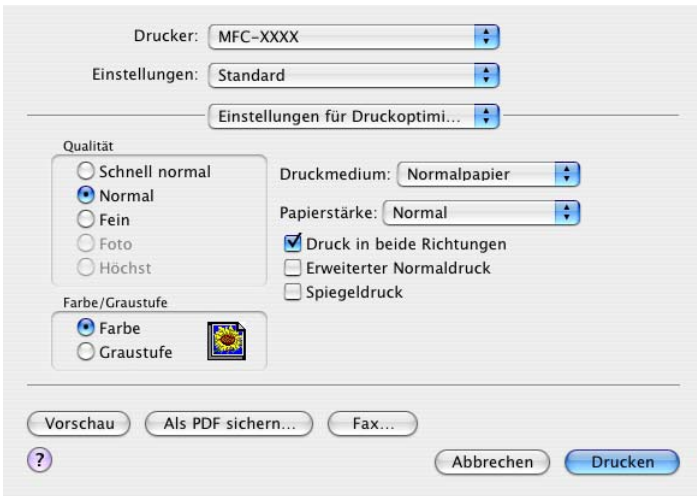 Drucker: MFC-XXXX
Einstellungen: Standard
Einstellungen für Druckoptimi...
Qualität
Schnell normal
Normal
Fein
Foto
Höchst
Druckmedium: Normalpapier
Papierstärke: Normal
Druck in beide Richtungen
Erweiterter Normaldruck
Spiegeldruck
Farbe/Graustufe
Farbe
Graustufe
Vorschau Als PDF sichern... Fax...
? Abbrechen Drucken